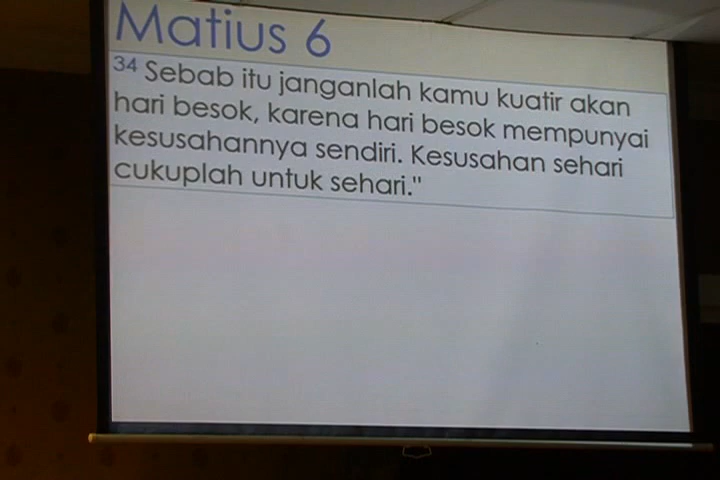 Matius 6
34 Sebab itu janganlah kamu kuatir akan
hari besok, karena hari besok mempunyai
kesusahannya sendiri. Kesusahan sehari
cukuplah untuk sehari."